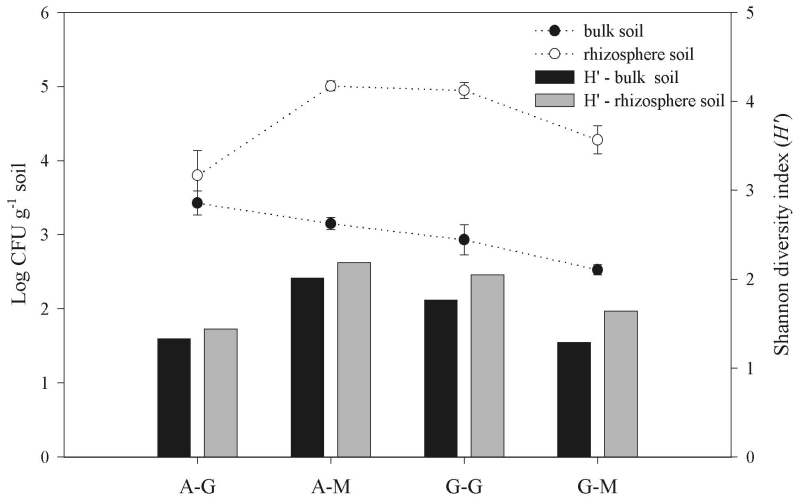 6
5
4
3
2
1
0
Log CFU g⁻¹ soil
bulk soil
rhizosphere soil
H' - bulk soil
H' - rhizosphere soil
5
4
3
2
1
0
Shannon diversity index (H')
A-G
A-M
G-G
G-M